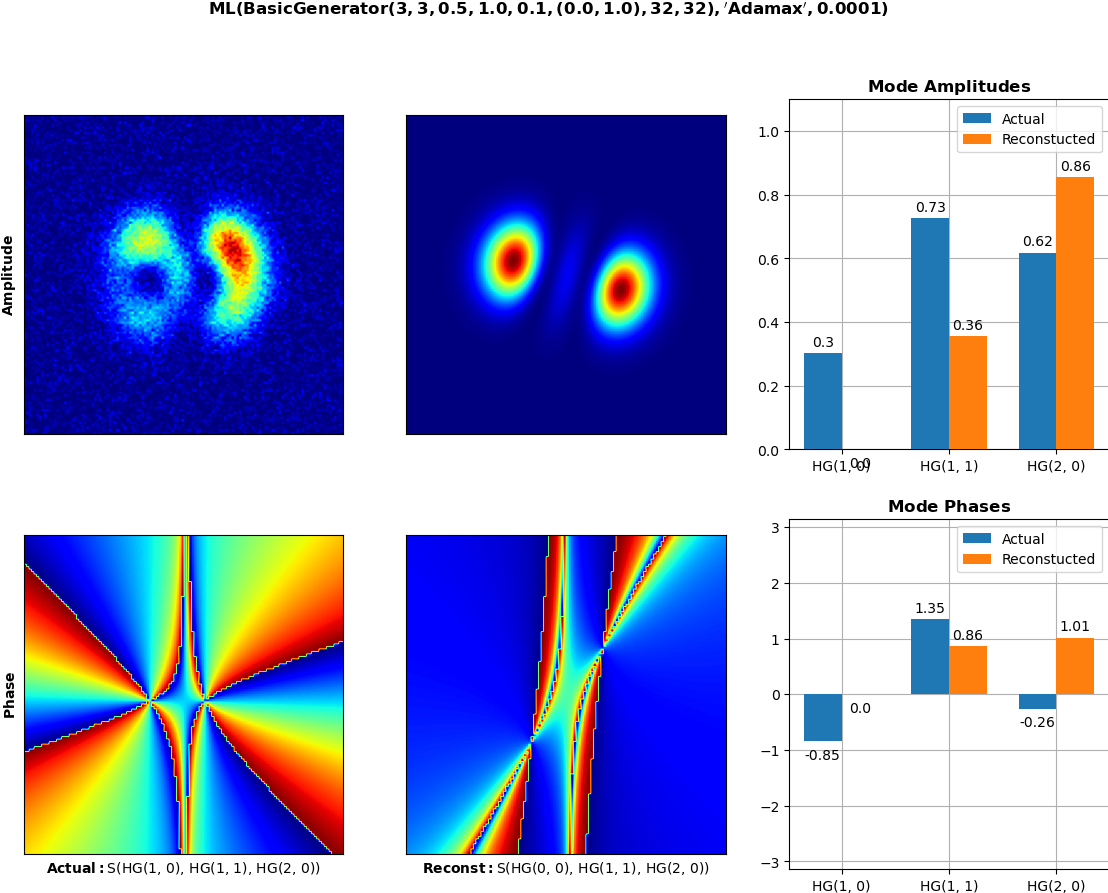 ML(BasicGenerator(3, 3, 0.5, 1.0, 0.1, (0.0, 1.0), 32, 32), ′Adamax′, 0.0001)
Amplitude
Mode Amplitudes
Actual
Reconstucted
1.0
0.8
0.6
0.4
0.2
0.0
0.3
0.0
0.73
0.36
0.62
0.86
HG(1, 0)
HG(1, 1)
HG(2, 0)
Phase
Actual: S(HG(1, 0), HG(1, 1), HG(2, 0))
Reconst: S(HG(0, 0), HG(1, 1), HG(2, 0))
Mode Phases
Actual
Reconstucted
3
2
1
0
−1
−2
−3
-0.85
0.0
1.35
0.86
-0.26
1.01
HG(1, 0)
HG(1, 1)
HG(2, 0)